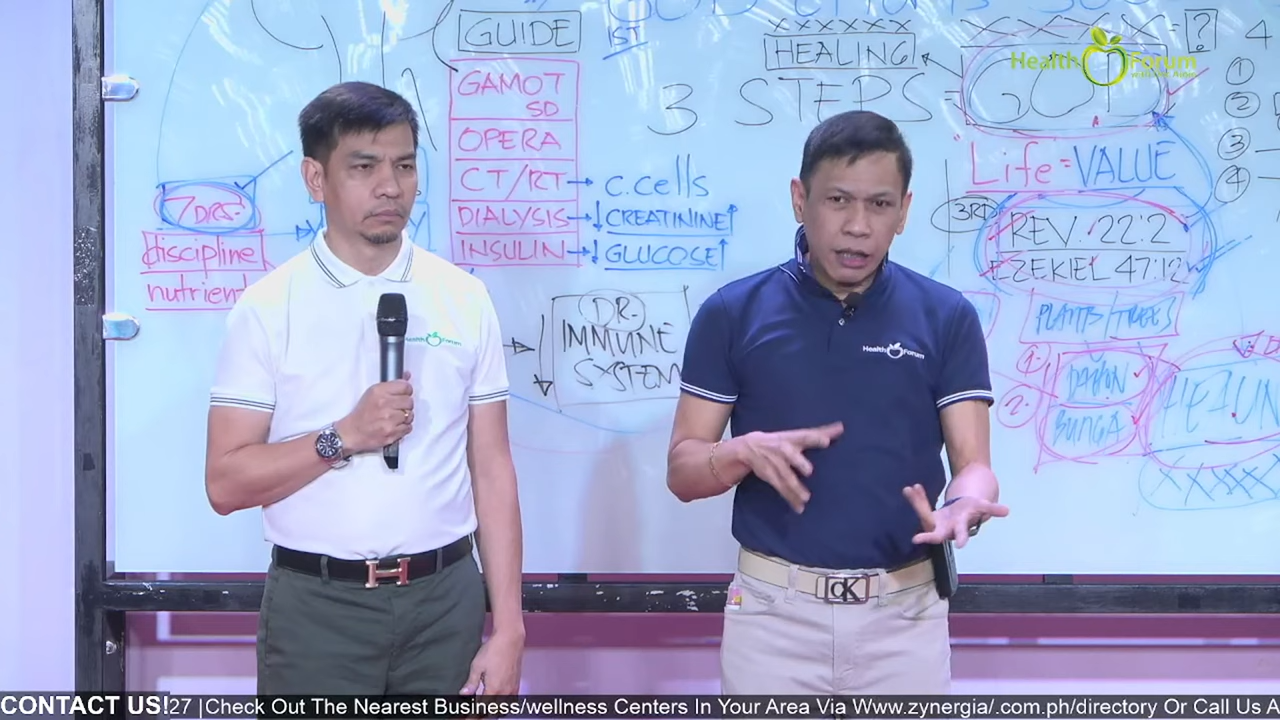 GUIDE
1ST
GAMOT
SD
OPERA
CT/RT → c.cells
DIALYSIS → ↓ CREATININE ↑
INSULIN → ↓ GLUCOSE ↑
7 DRS.
discipline
DR.
IMMUNE
SYSTEM
XXXXXX
HEALING
3 STEPS = GOD
XXXX = ?
4
1
2
3
4
Life = VALUE
3RD
REV. 22:2
EZEKIEL 47:12
PLANTS/TREES
1. DAHON
2. BUNGA
XXXXX
Health Forum
Health Forum
Health Forum
CK
CONTACT US! 27 | Check Out The Nearest Business/wellness Centers In Your Area Via Www.zynergia/.com.ph/directory Or Call Us A